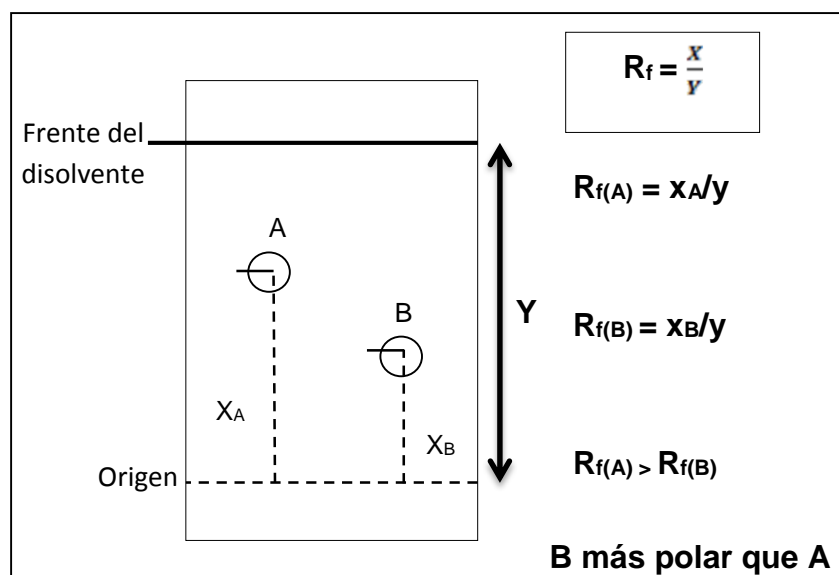 Rf = X/Y
Frente del
disolvente
Rf(A) = xA/y
A
B
Y
Rf(B) = xB/y
XA
XB
Origen
Rf(A) > Rf(B)
B más polar que A